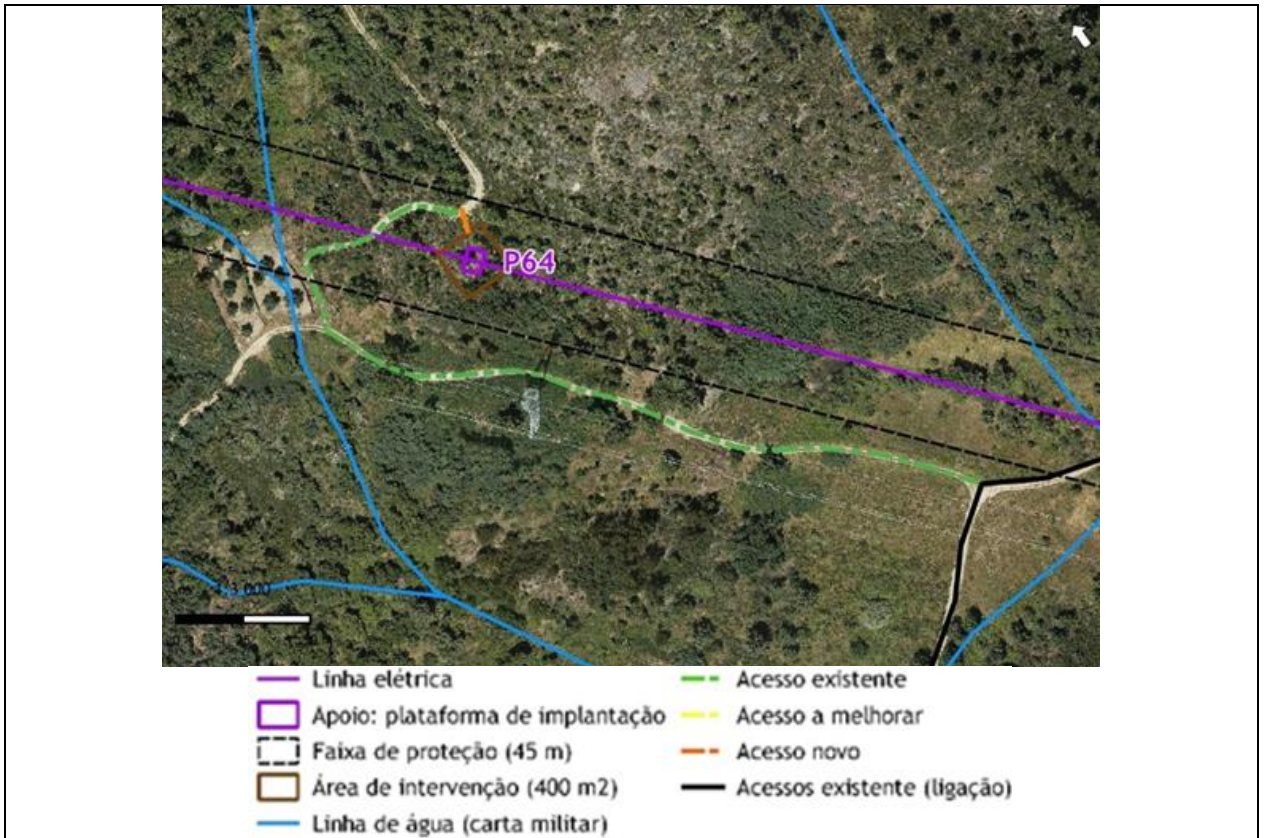 P64
Linha elétrica
Apoio: plataforma de implantação
Faixa de proteção (45 m)
Área de intervenção (400 m2)
Linha de água (carta militar)
Acesso existente
Acesso a melhorar
Acesso novo
Acessos existente (ligação)